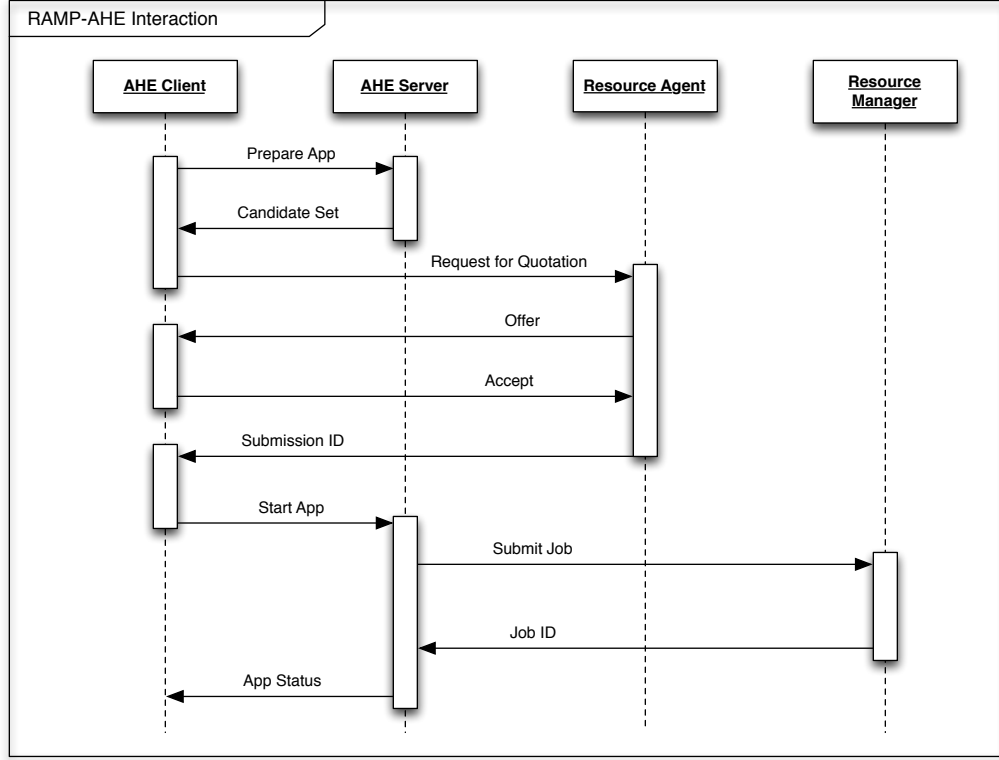 RAMP-AHE Interaction
AHE Client
AHE Server
Resource Agent
Resource
Manager
Prepare App
Candidate Set
Request for Quotation
Offer
Accept
Submission ID
Start App
Submit Job
Job ID
App Status